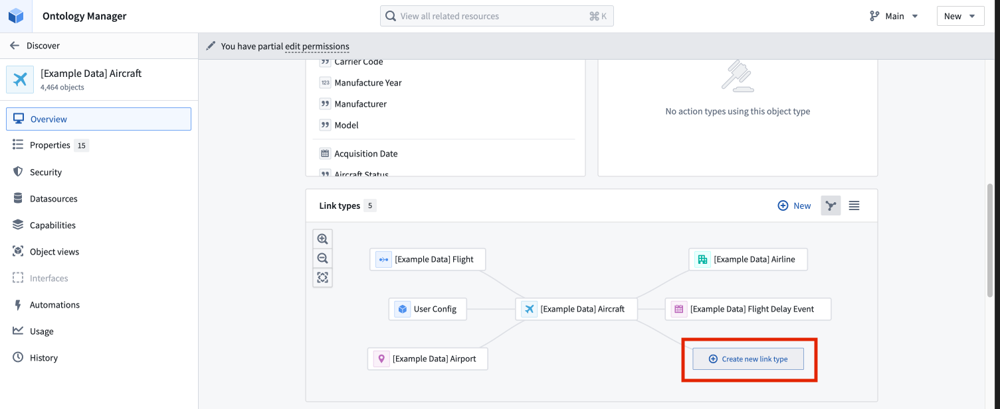 Ontology Manager
View all related resources ⌘ K
Main
New
Discover
You have partial edit permissions
[Example Data] Aircraft
4,464 objects
Overview
Properties 15
Security
Datasources
Capabilities
Object views
Interfaces
Automations
Usage
History
Carrier Code
123 Manufacture Year
Manufacturer
Model
Acquisition Date
Aircraft Status
No action types using this object type
Link types 5
New
[Example Data] Flight
[Example Data] Airline
User Config
[Example Data] Aircraft
[Example Data] Flight Delay Event
[Example Data] Airport
Create new link type